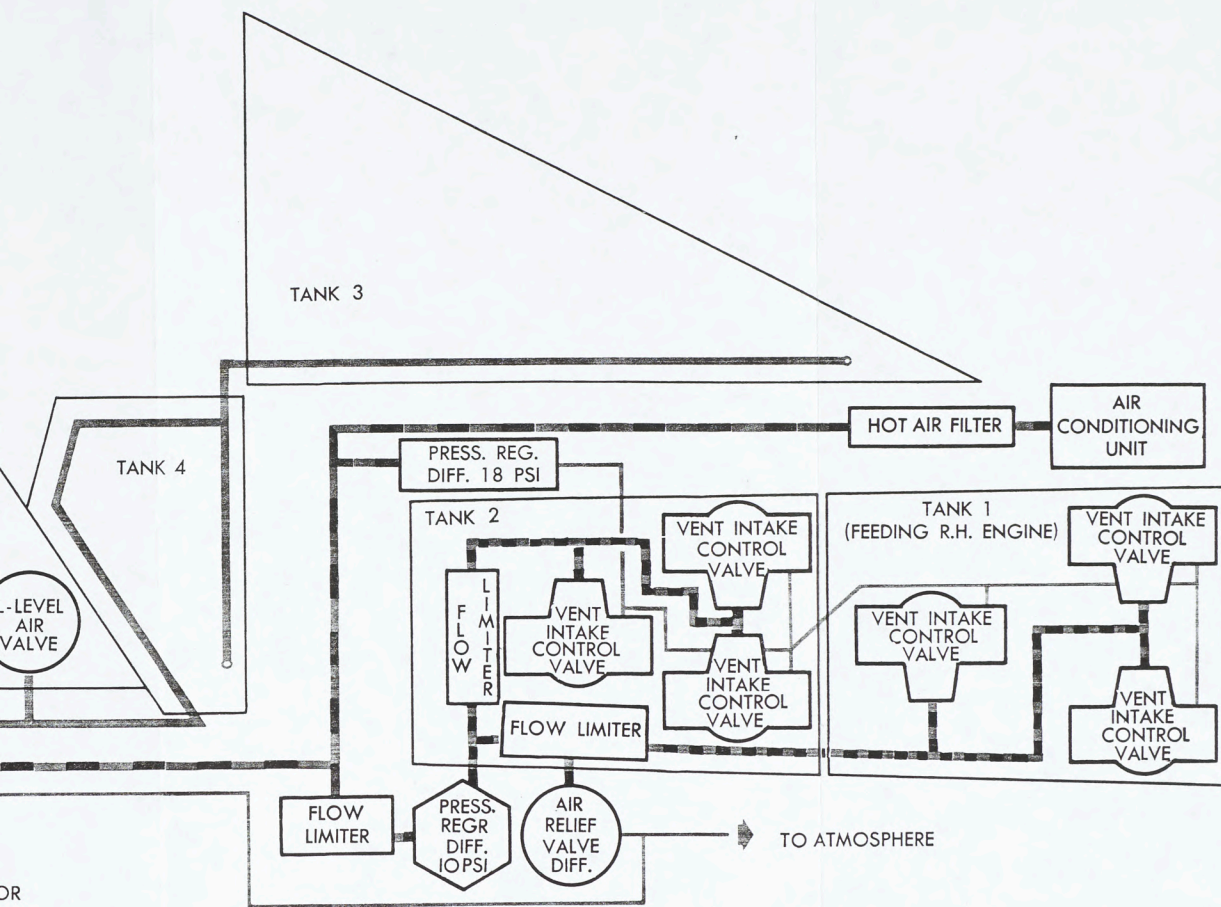 TANK 3
HOT AIR FILTER
AIR
CONDITIONING
UNIT
TANK 4
PRESS. REG.
DIFF. 18 PSI
TANK 2
VENT INTAKE
CONTROL
VALVE
TANK 1
(FEEDING R.H. ENGINE)
VENT INTAKE
CONTROL
VALVE
L-LEVEL
AIR
VALVE
FLOW
LIMITER
VENT
INTAKE
CONTROL
VALVE
VENT INTAKE
CONTROL
VALVE
VENT
INTAKE
CONTROL
VALVE
VENT
INTAKE
CONTROL
VALVE
FLOW LIMITER
FLOW
LIMITER
PRESS.
REGR
DIFF.
10PSI
AIR
RELIEF
VALVE
DIFF.
TO ATMOSPHERE
OR